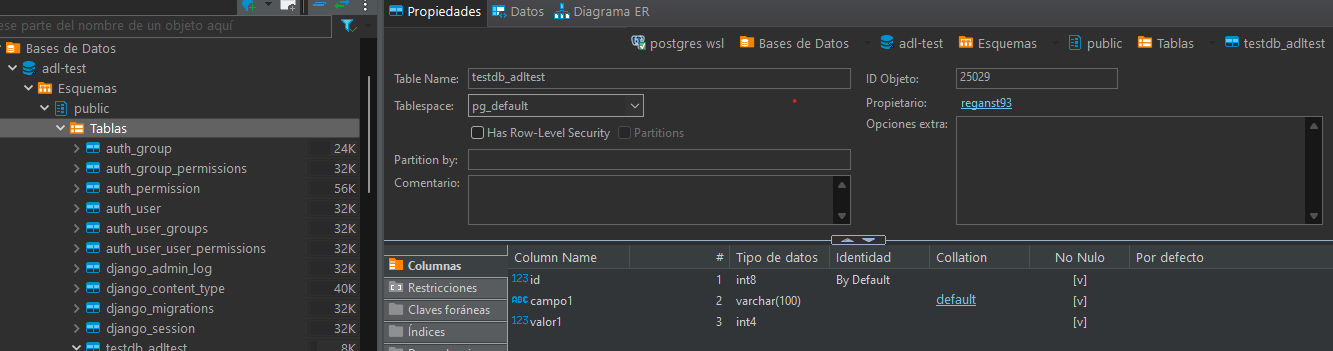 ese parte del nombre de un objeto aquí
Bases de Datos
adl-test
Esquemas
public
Tablas
auth_group 24K
auth_group_permissions 32K
auth_permission 56K
auth_user 32K
auth_user_groups 32K
auth_user_user_permissions 32K
django_admin_log 32K
django_content_type 40K
django_migrations 32K
django_session 32K
testdb_adltest 8K
Propiedades Datos Diagrama ER
postgres wsl Bases de Datos adl-test Esquemas public Tablas testdb_adltest
Table Name: testdb_adltest
Tablespace: pg_default *
Has Row-Level Security Partitions
Partition by:
Comentario:
ID Objeto: 25029
Propietario: reganst93
Opciones extra:
Columnas
Restricciones
Claves foráneas
Índices
Column Name # Tipo de datos Identidad Collation No Nulo Por defecto
123 id 1 int8 By Default [v]
ABC campo1 2 varchar(100) default [v]
123 valor1 3 int4 [v]